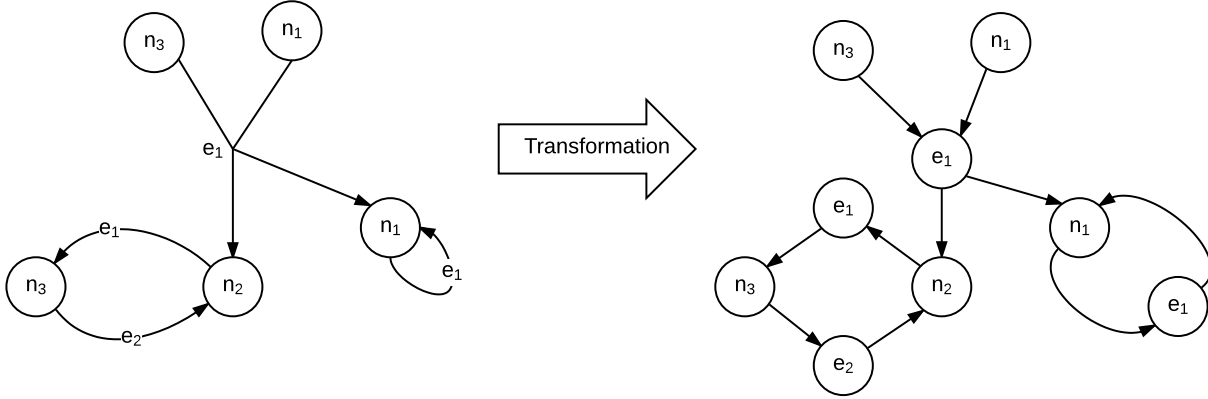 n₃
n₁
e₁
e₁
n₃
n₂
e₂
n₁
e₁
Transformation
n₃
n₁
e₁
e₁
n₁
n₃
n₂
e₁
e₂